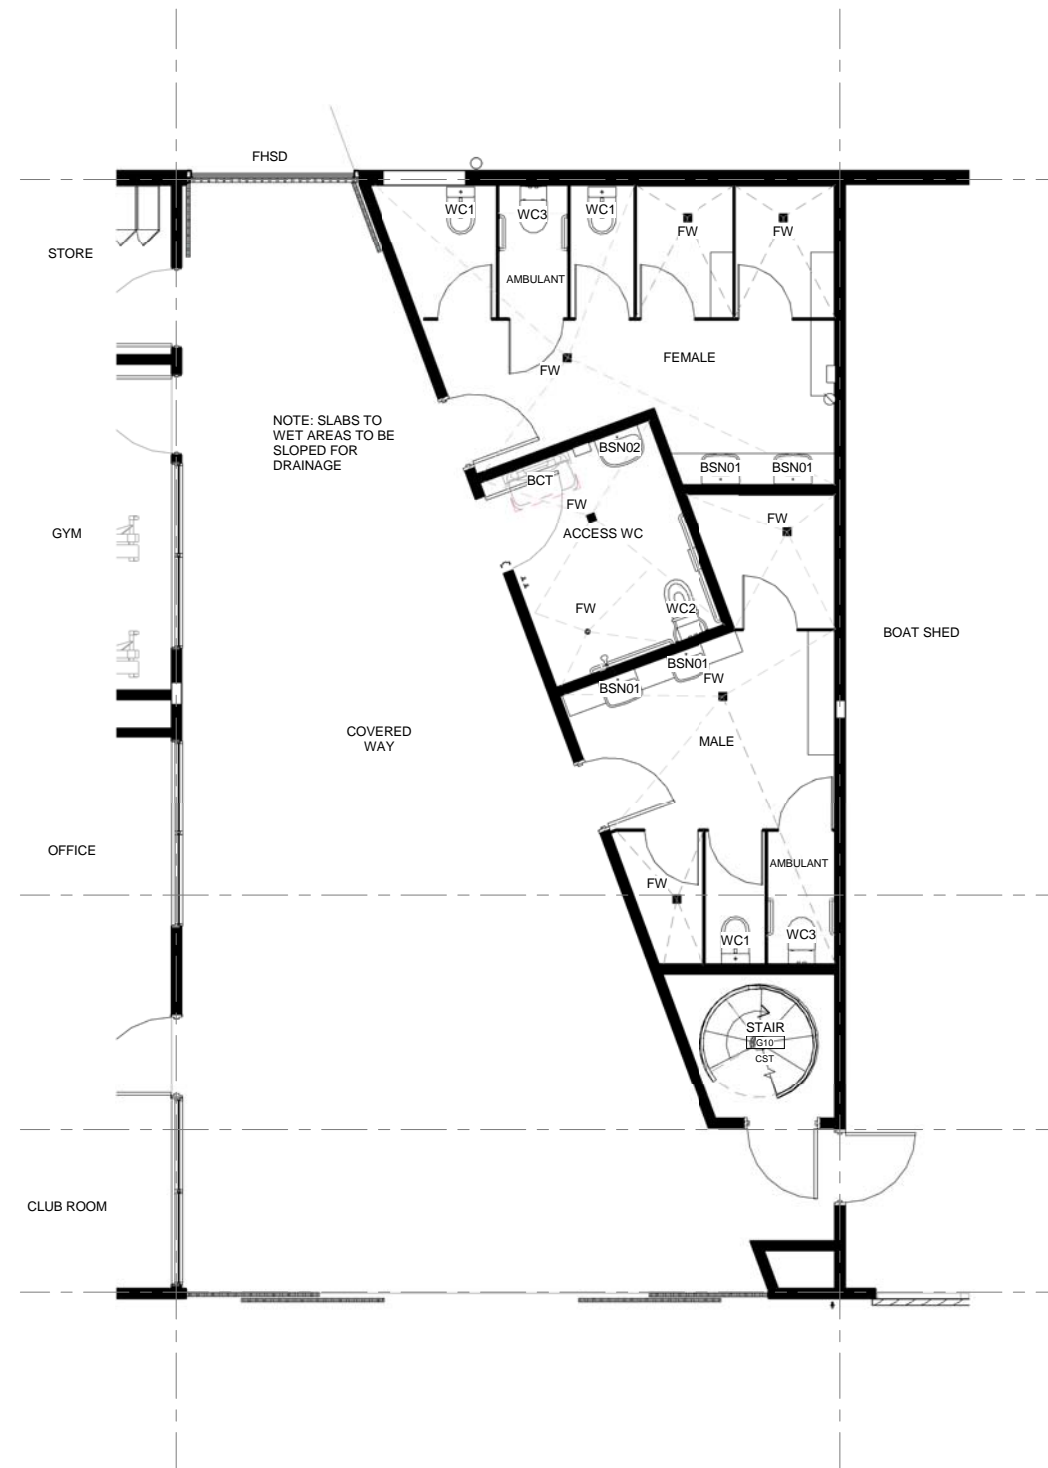 FHSD
WC1
WC3
WC1
FW
FW
STORE
AMBULANT
FEMALE
FW
NOTE: SLABS TO
WET AREAS TO BE
SLOPED FOR
DRAINAGE
BSN02
BSN01
BSN01
BCT
FW
FW
GYM
ACCESS WC
FW
WC2
BOAT SHED
BSN01
FW
BSN01
COVERED
WAY
MALE
OFFICE
AMBULANT
FW
WC1
WC3
STAIR
G10
CST
CLUB ROOM